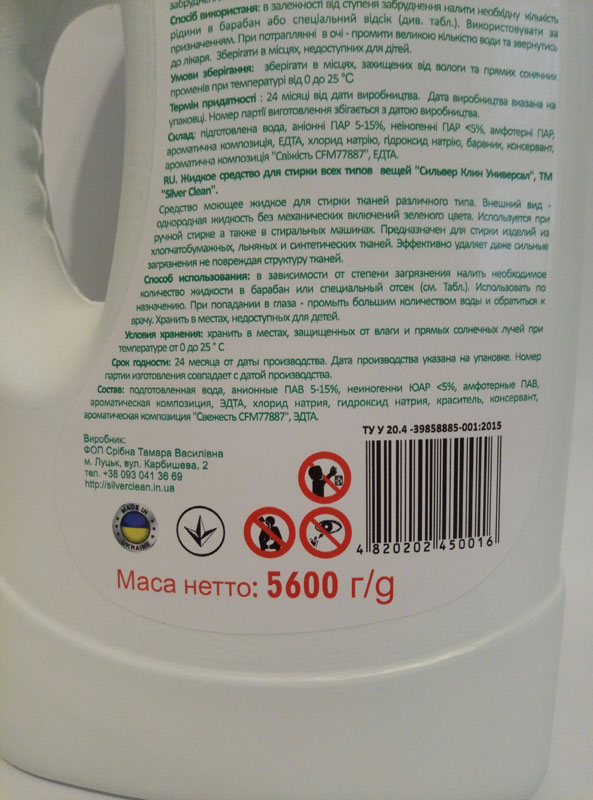 Спосіб використаня: в залежності від ступеня забруднення налити необхідну кількість
рідини в барабан або спеціальний відсік (див. табл.). Використовувати за
призначенням. При потраплянні в очі - промити великою кількістю води та звернутись
до лікаря. Зберігати в місцях, недоступних для дітей.
Умови зберігання: зберігати в місцях, захищених від вологи та прямих сонячних
променів при температурі від 0 до 25 °С
Термін придатності : 24 місяці від дати виробництва. Дата виробництва вказана на
упаковці. Номер партії виготовлення збігається з датою виробництва.
Склад: підготовлена вода, аніонні ПАР 5-15%, неіоногенні ПАР <5%, амфотерні ПАР,
ароматична композиція, ЕДТА, хлорид натрію, гідроксид натрію, барвник, консервант,
ароматична композиція "Свіжість CFM77887", ЕДТА.
RU. Жидкое средство для стирки всех типов вещей "Сильвер Клин Универсал", ТМ
"Silver Clean".
Средство моющее жидкое для стирки тканей различного типа. Внешний вид -
однородная жидкость без механических включений зеленого цвета. Используется при
ручной стирке а также в стиральных машинах. Предназначен для стирки изделий из
хлопчатобумажных, льняных и синтетических тканей. Эффективно удаляет даже сильные
загрязнения не повреждая структуру тканей.
Способ использования: в зависимости от степени загрязнения налить необходимое
количество жидкости в барабан или специальный отсек (см. Табл.). Использовать по
назначению. При попадании в глаза - промыть большим количеством воды и обратиться к
врачу. Хранить в местах, недоступных для детей.
Условия хранения: хранить в местах, защищенных от влаги и прямых солнечных лучей при
температуре от 0 до 25 ° С
Срок годности: 24 месяца от даты производства. Дата производства указана на упаковке. Номер
партии изготовления совпадает с датой производства.
Состав: подготовленная вода, анионные ПАВ 5-15%, неиногенни ЮАР <5%, амфотерные ПАВ,
ароматическая композиция, ЭДТА, хлорид натрия, гидроксид натрия, краситель, консервант,
ароматическая композиция "Свежесть CFM77887", ЭДТА.
ТУ У 20.4 -39858885-001:2015
Виробник:
ФОП Срібна Тамара Василівна
м. Луцьк, вул. Карбишева, 2
тел. +38 093 041 36 69
http://silverclean.in.ua
MADE IN
UKRAINE
4 820202 450016
Маса нетто: 5600 г/g